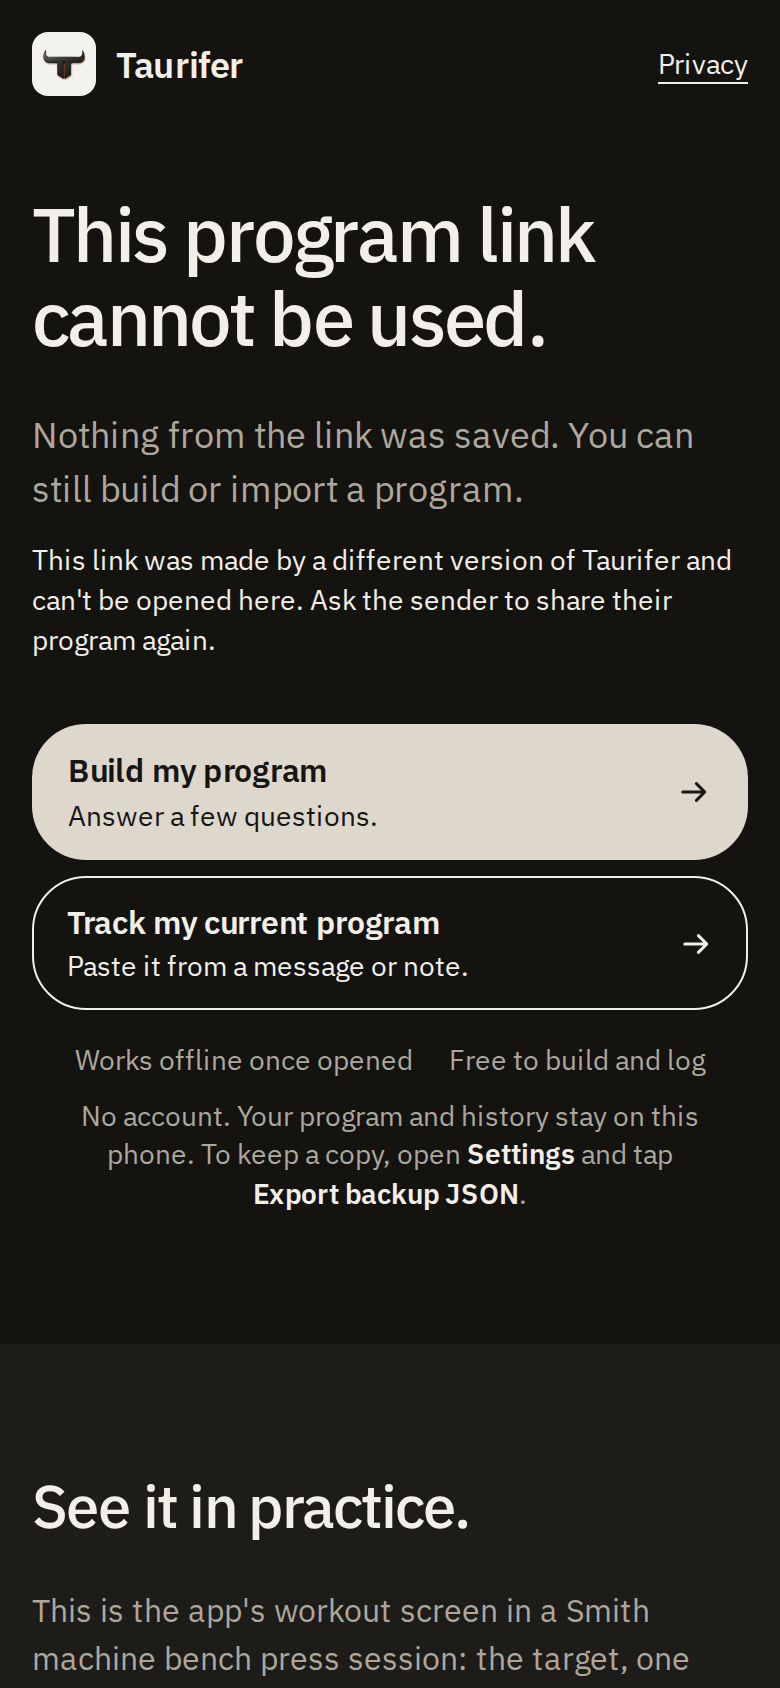 Taurifer
Privacy
This program link
cannot be used.
Nothing from the link was saved. You can
still build or import a program.
This link was made by a different version of Taurifer and
can't be opened here. Ask the sender to share their
program again.
Build my program
Answer a few questions.
Track my current program
Paste it from a message or note.
Works offline once opened
Free to build and log
No account. Your program and history stay on this
phone. To keep a copy, open Settings and tap
Export backup JSON.
See it in practice.
This is the app's workout screen in a Smith
machine bench press session: the target, one